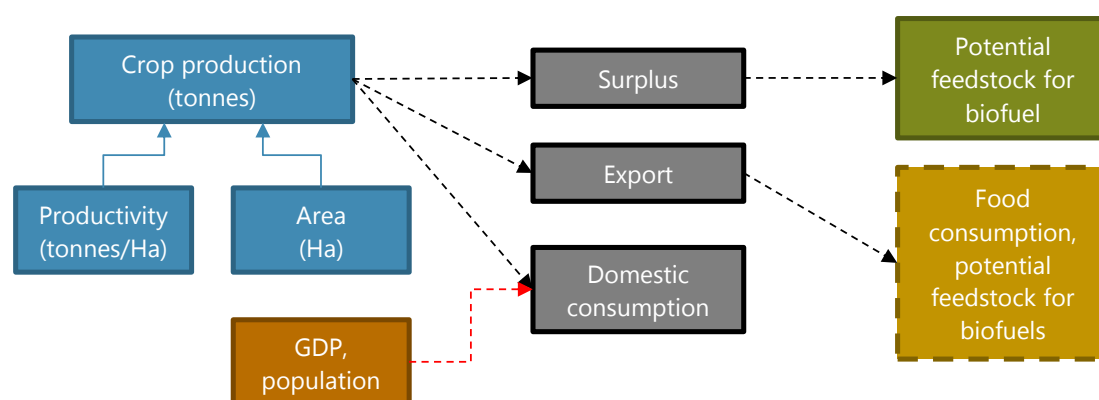 Crop production
(tonnes)
Productivity
(tonnes/Ha)
Area
(Ha)
GDP,
population
Surplus
Export
Domestic
consumption
Potential
feedstock for
biofuel
Food
consumption,
potential
feedstock for
biofuels